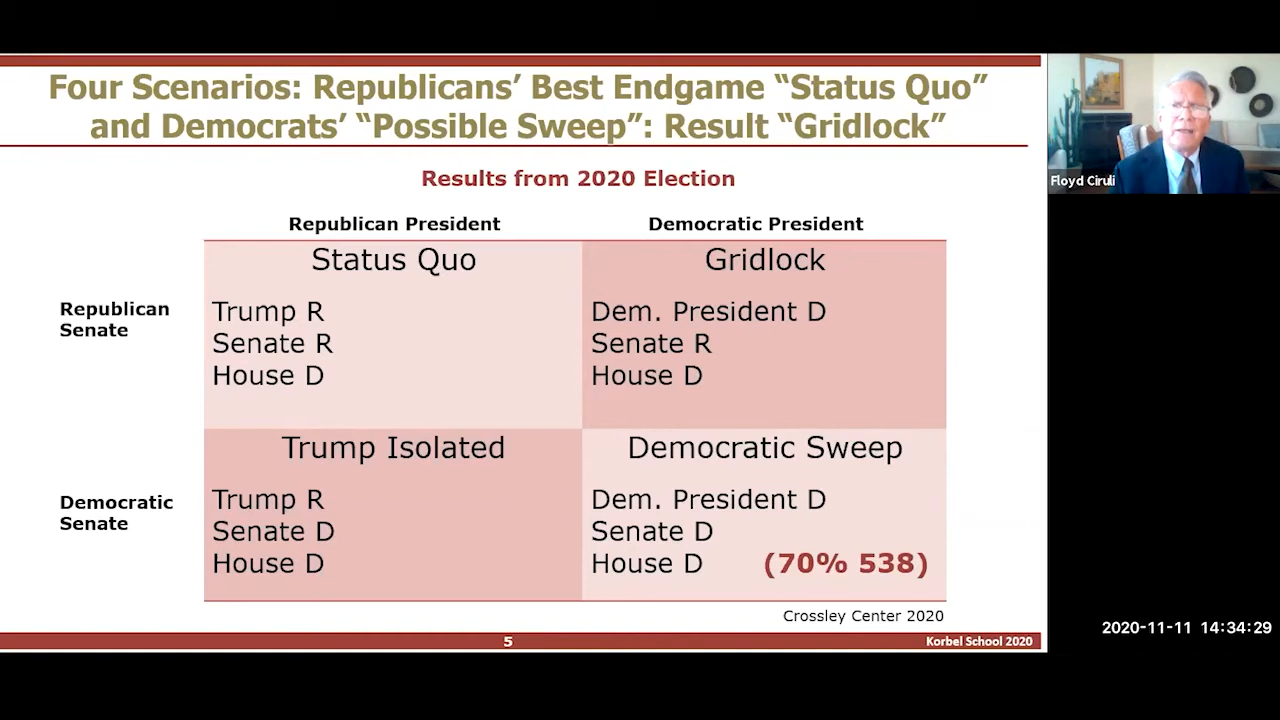 Four Scenarios: Republicans’ Best Endgame “Status Quo”
and Democrats’ “Possible Sweep”: Result “Gridlock”
Floyd Ciruli
Results from 2020 Election
Republican President
Democratic President
Republican
Senate
Status Quo
Trump R
Senate R
House D
Gridlock
Dem. President D
Senate R
House D
Democratic
Senate
Trump Isolated
Trump R
Senate D
House D
Democratic Sweep
Dem. President D
Senate D
House D (70% 538)
Crossley Center 2020
5
Korbel School 2020
2020-11-11 14:34:29